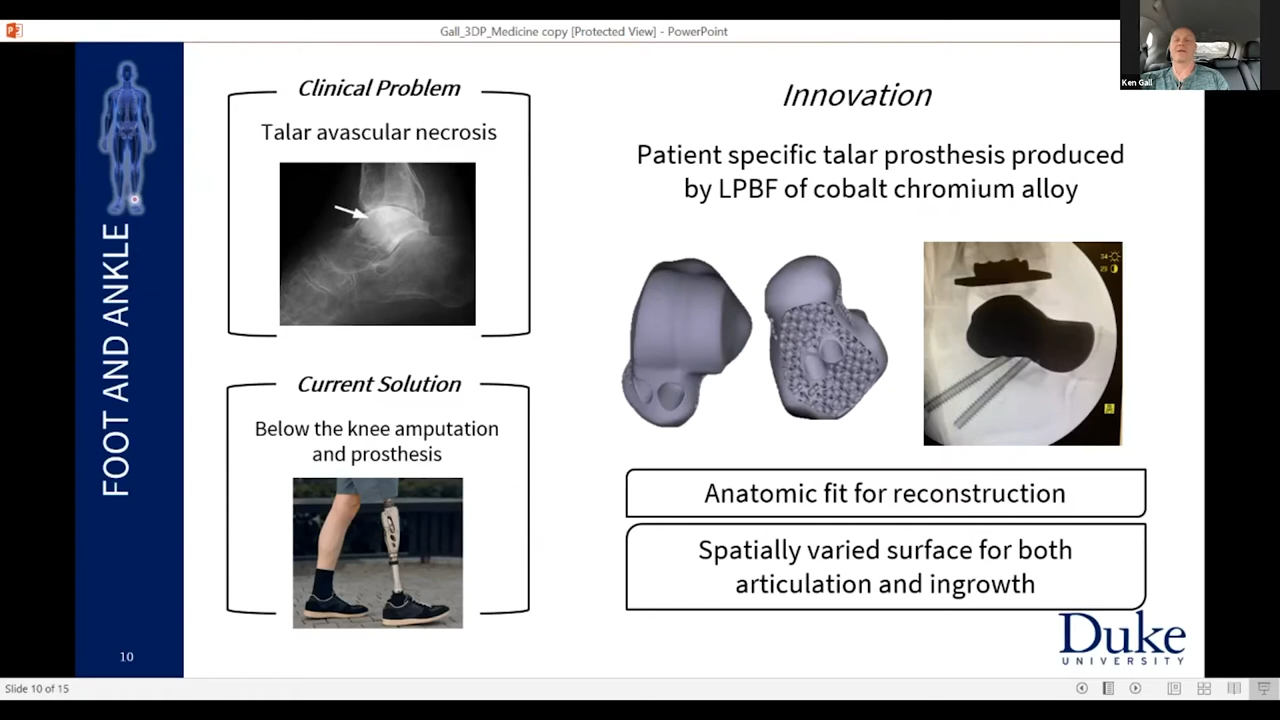 Gall_3DP_Medicine copy [Protected View] - PowerPoint
Ken Gall
FOOT AND ANKLE
10
Clinical Problem
Talar avascular necrosis
Current Solution
Below the knee amputation
and prosthesis
Innovation
Patient specific talar prosthesis produced
by LPBF of cobalt chromium alloy
Anatomic fit for reconstruction
Spatially varied surface for both
articulation and ingrowth
Duke
UNIVERSITY
Slide 10 of 15